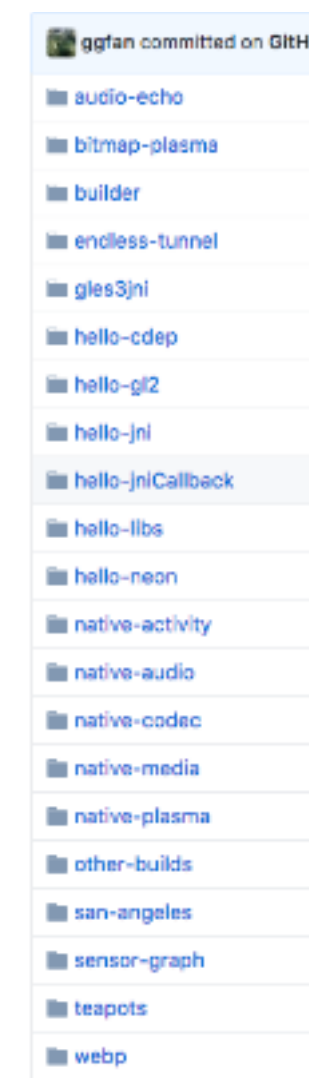 ggfan committed on GitH
audio-echo
bitmap-plasma
builder
endless-tunnel
gles3jni
hello-cdep
hello-gl2
hello-jni
hello-jniCallback
hello-libs
hello-neon
native-activity
native-audio
native-codec
native-media
native-plasma
other-builds
san-angeles
sensor-graph
teapots
webp